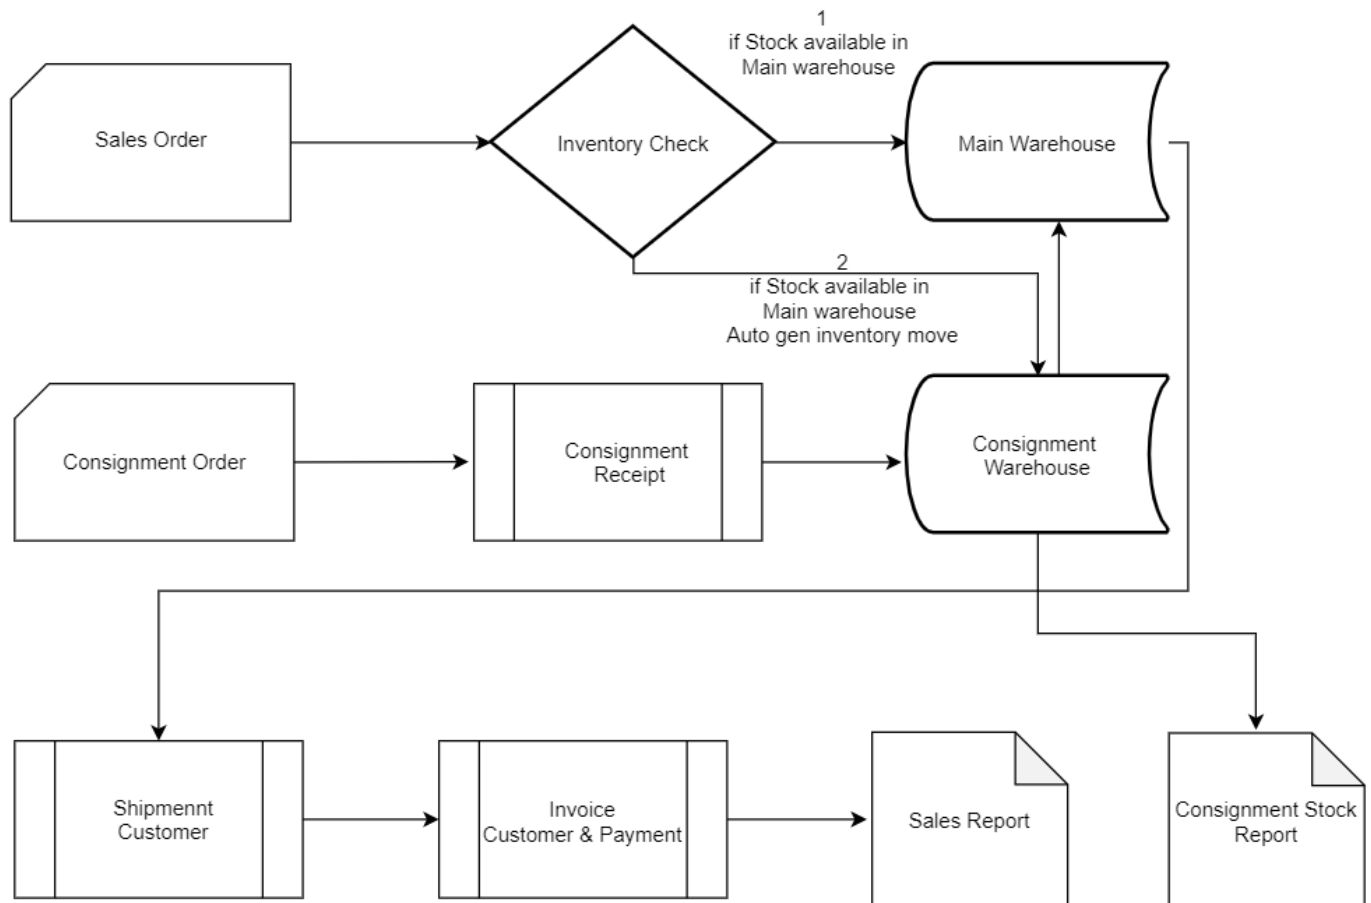 1
if Stock available in
Main warehouse
Sales Order
Inventory Check
Main Warehouse
2
if Stock available in
Main warehouse
Auto gen inventory move
Consignment Order
Consignment
Receipt
Consignment
Warehouse
Shipmennt
Customer
Invoice
Customer & Payment
Sales Report
Consignment Stock
Report